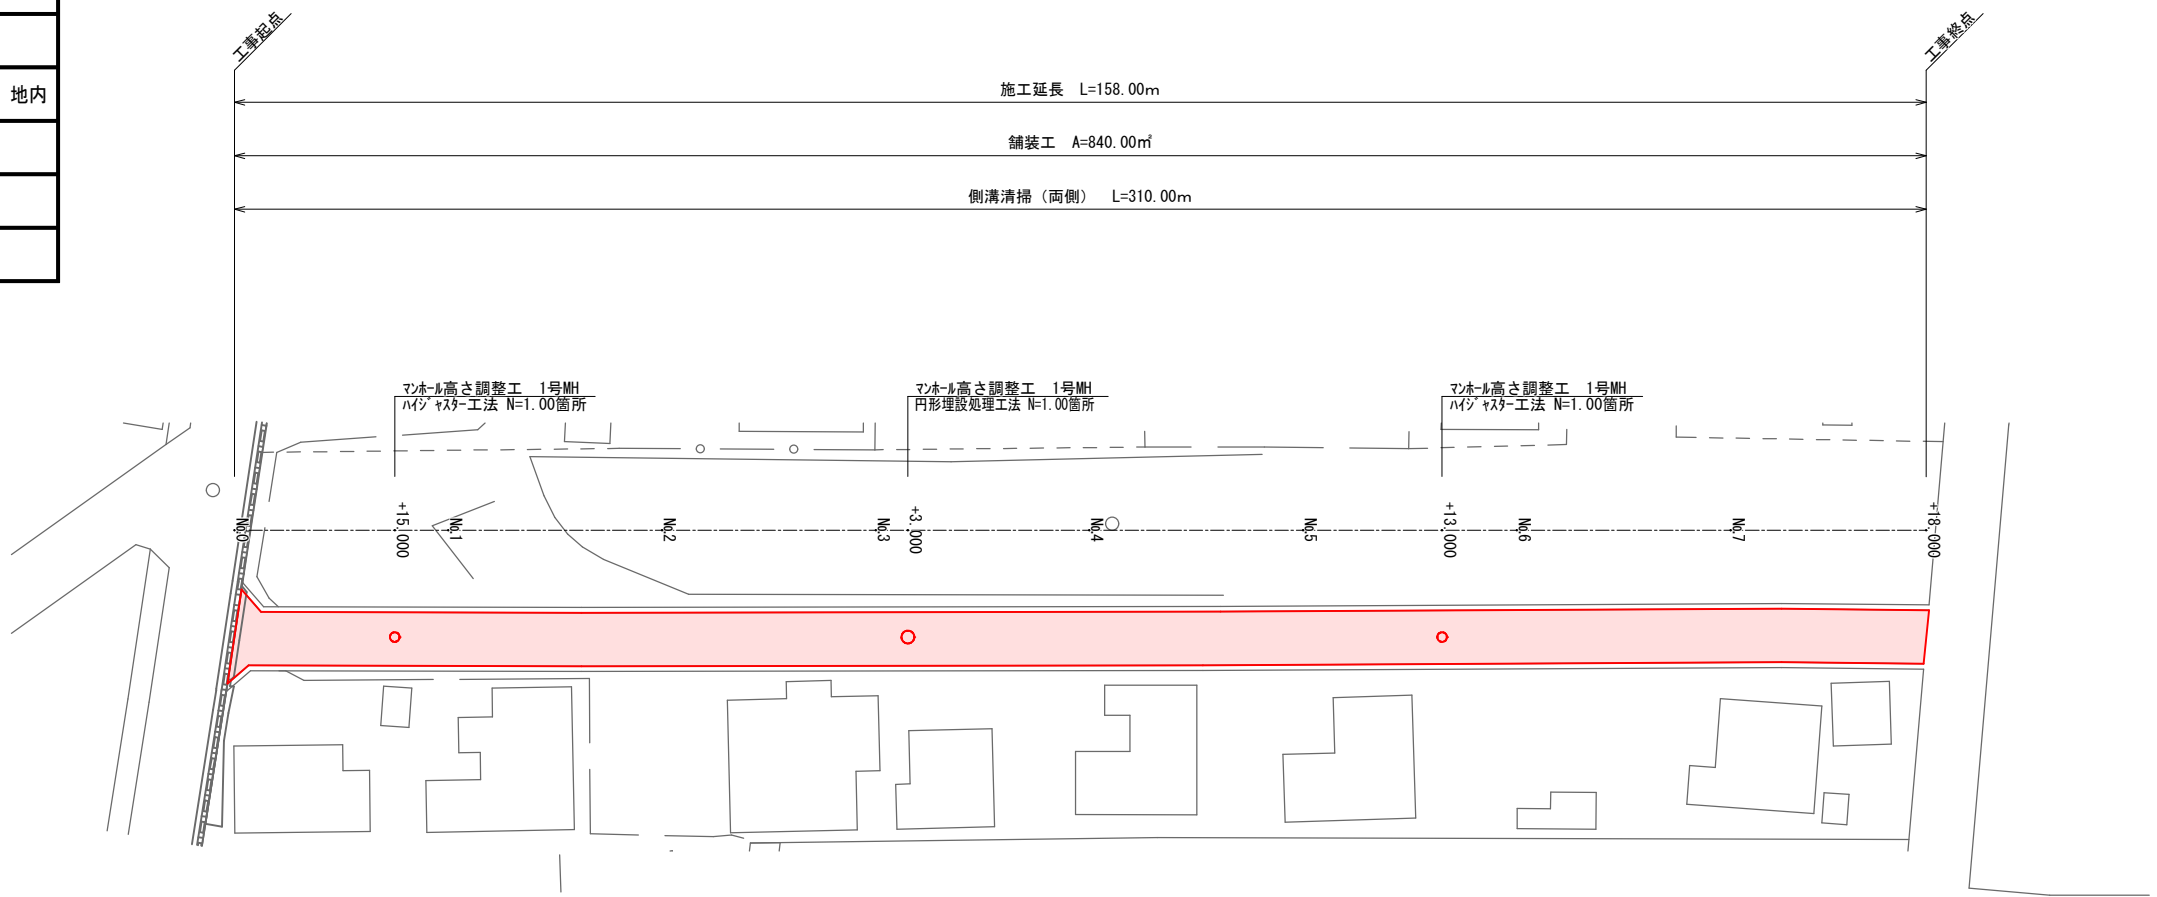 地内
工事起点
工事終点
施工延長　L=158.00m
舗装工　A=840.00㎡
側溝清掃（両側）　L=310.00m
ﾏﾝﾎｰﾙ高さ調整工　1号MH
ﾊｲｼﾞｬｽﾀｰ工法 N=1.00箇所
ﾏﾝﾎｰﾙ高さ調整工　1号MH
円形埋設処理工法 N=1.00箇所
ﾏﾝﾎｰﾙ高さ調整工　1号MH
ﾊｲｼﾞｬｽﾀｰ工法 N=1.00箇所
No.0
+15.000
No.1
No.2
No.3
+3.000
No.4
No.5
+13.000
No.6
No.7
+18.000